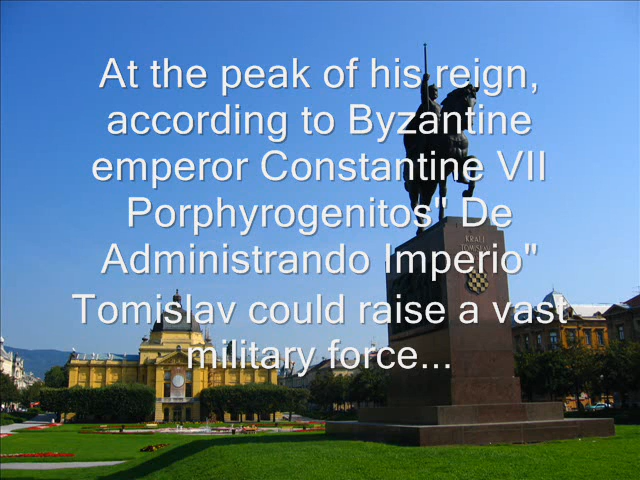 At the peak of his reign,
according to Byzantine
emperor Constantine VII
Porphyrogenitos" De
Administrando Imperio"
Tomislav could raise a vast
military force...
KRALJ
TOMISLAV